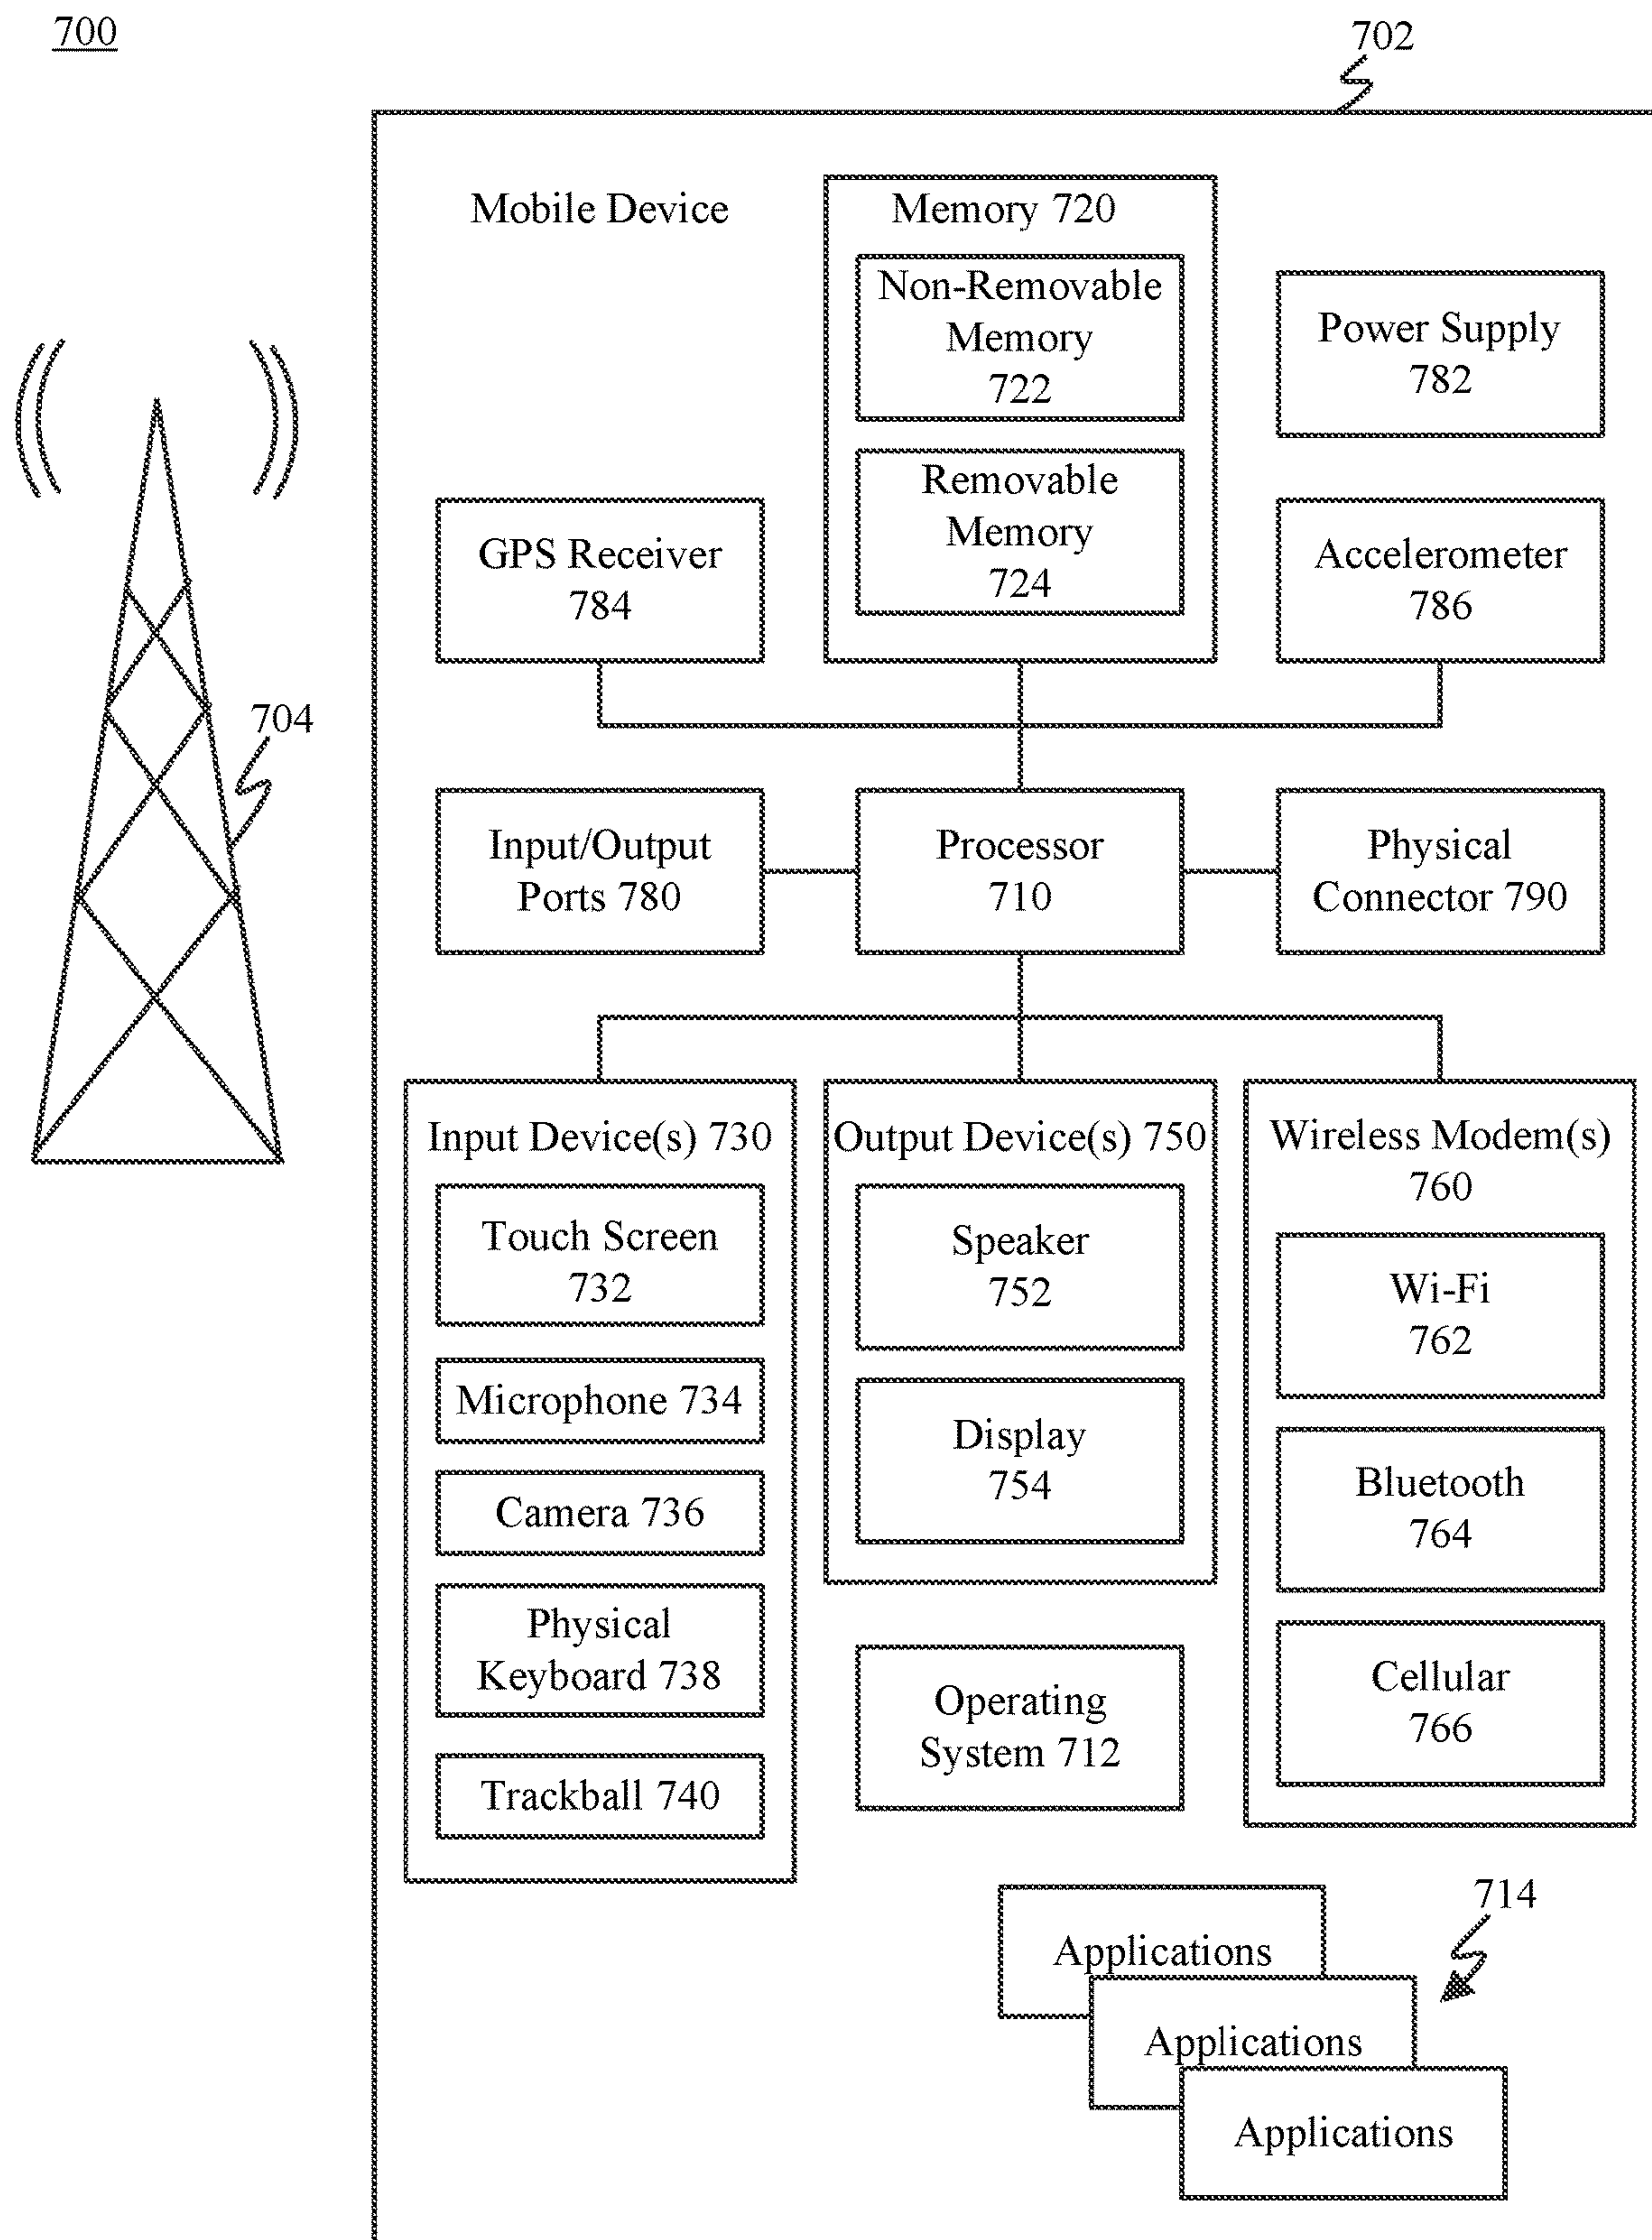 700
702
Mobile Device
Memory 720
Non-Removable
Memory
722
Removable
Memory
724
Power Supply
782
GPS Receiver
784
Accelerometer
786
704
Input/Output
Ports 780
Processor
710
Physical
Connector 790
Input Device(s) 730
Touch Screen
732
Microphone 734
Camera 736
Physical
Keyboard 738
Trackball 740
Output Device(s) 750
Speaker
752
Display
754
Operating
System 712
Wireless Modem(s)
760
Wi-Fi
762
Bluetooth
764
Cellular
766
714
Applications
Applications
Applications